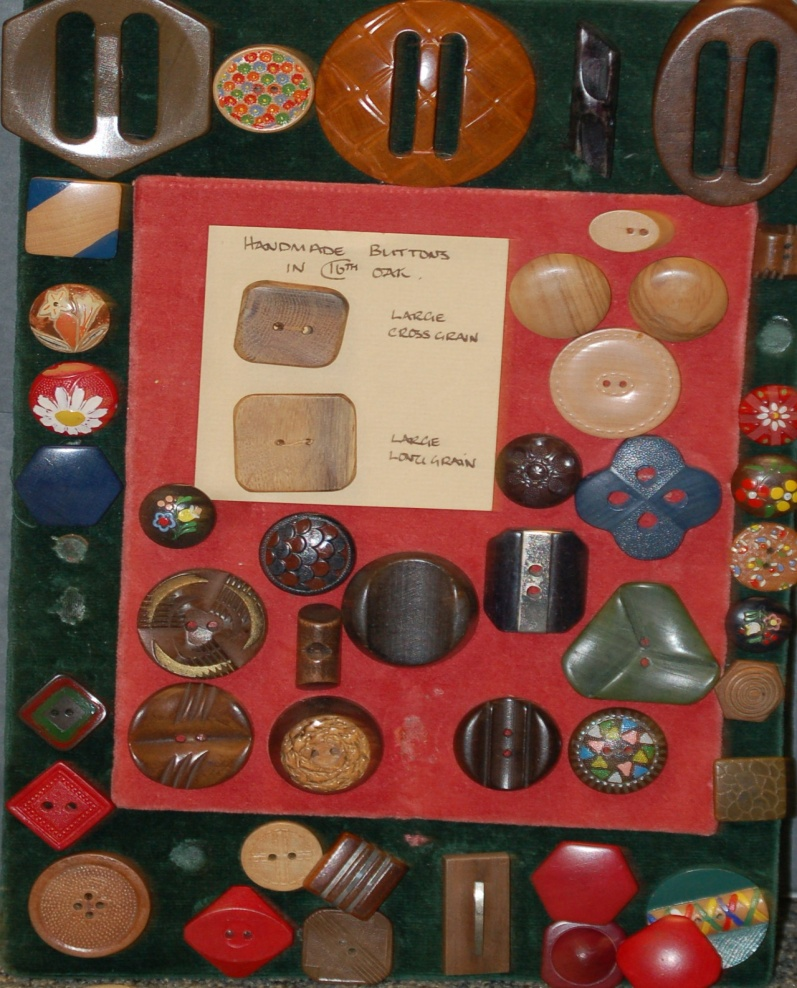 HANDMADE BUTTONS
IN 16TH OAK.
LARGE
CROSS GRAIN
LARGE
LONG GRAIN